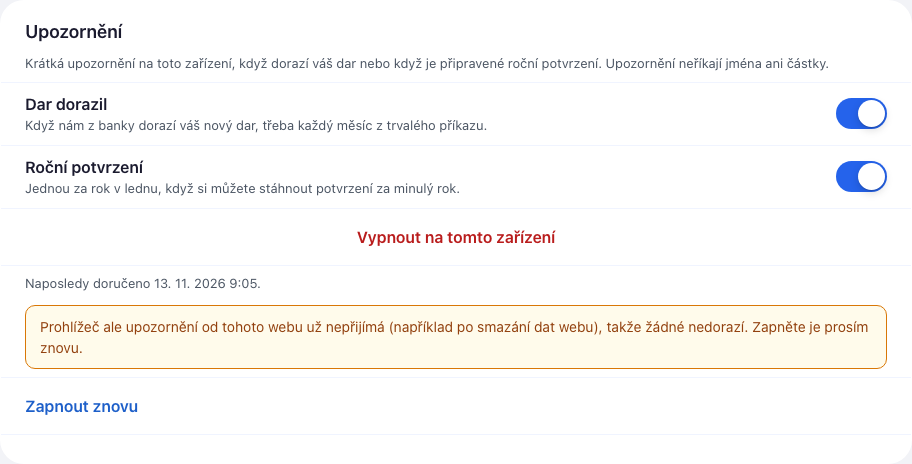 Upozornění
Krátká upozornění na toto zařízení, když dorazí váš dar nebo když je připravené roční potvrzení. Upozornění neříkají jména ani částky.
Dar dorazil
Když nám z banky dorazí váš nový dar, třeba každý měsíc z trvalého příkazu.
Roční potvrzení
Jednou za rok v lednu, když si můžete stáhnout potvrzení za minulý rok.
Vypnout na tomto zařízení
Naposledy doručeno 13. 11. 2026 9:05.
Prohlížeč ale upozornění od tohoto webu už nepřijímá (například po smazání dat webu), takže žádné nedorazí. Zapněte je prosím
znovu.
Zapnout znovu